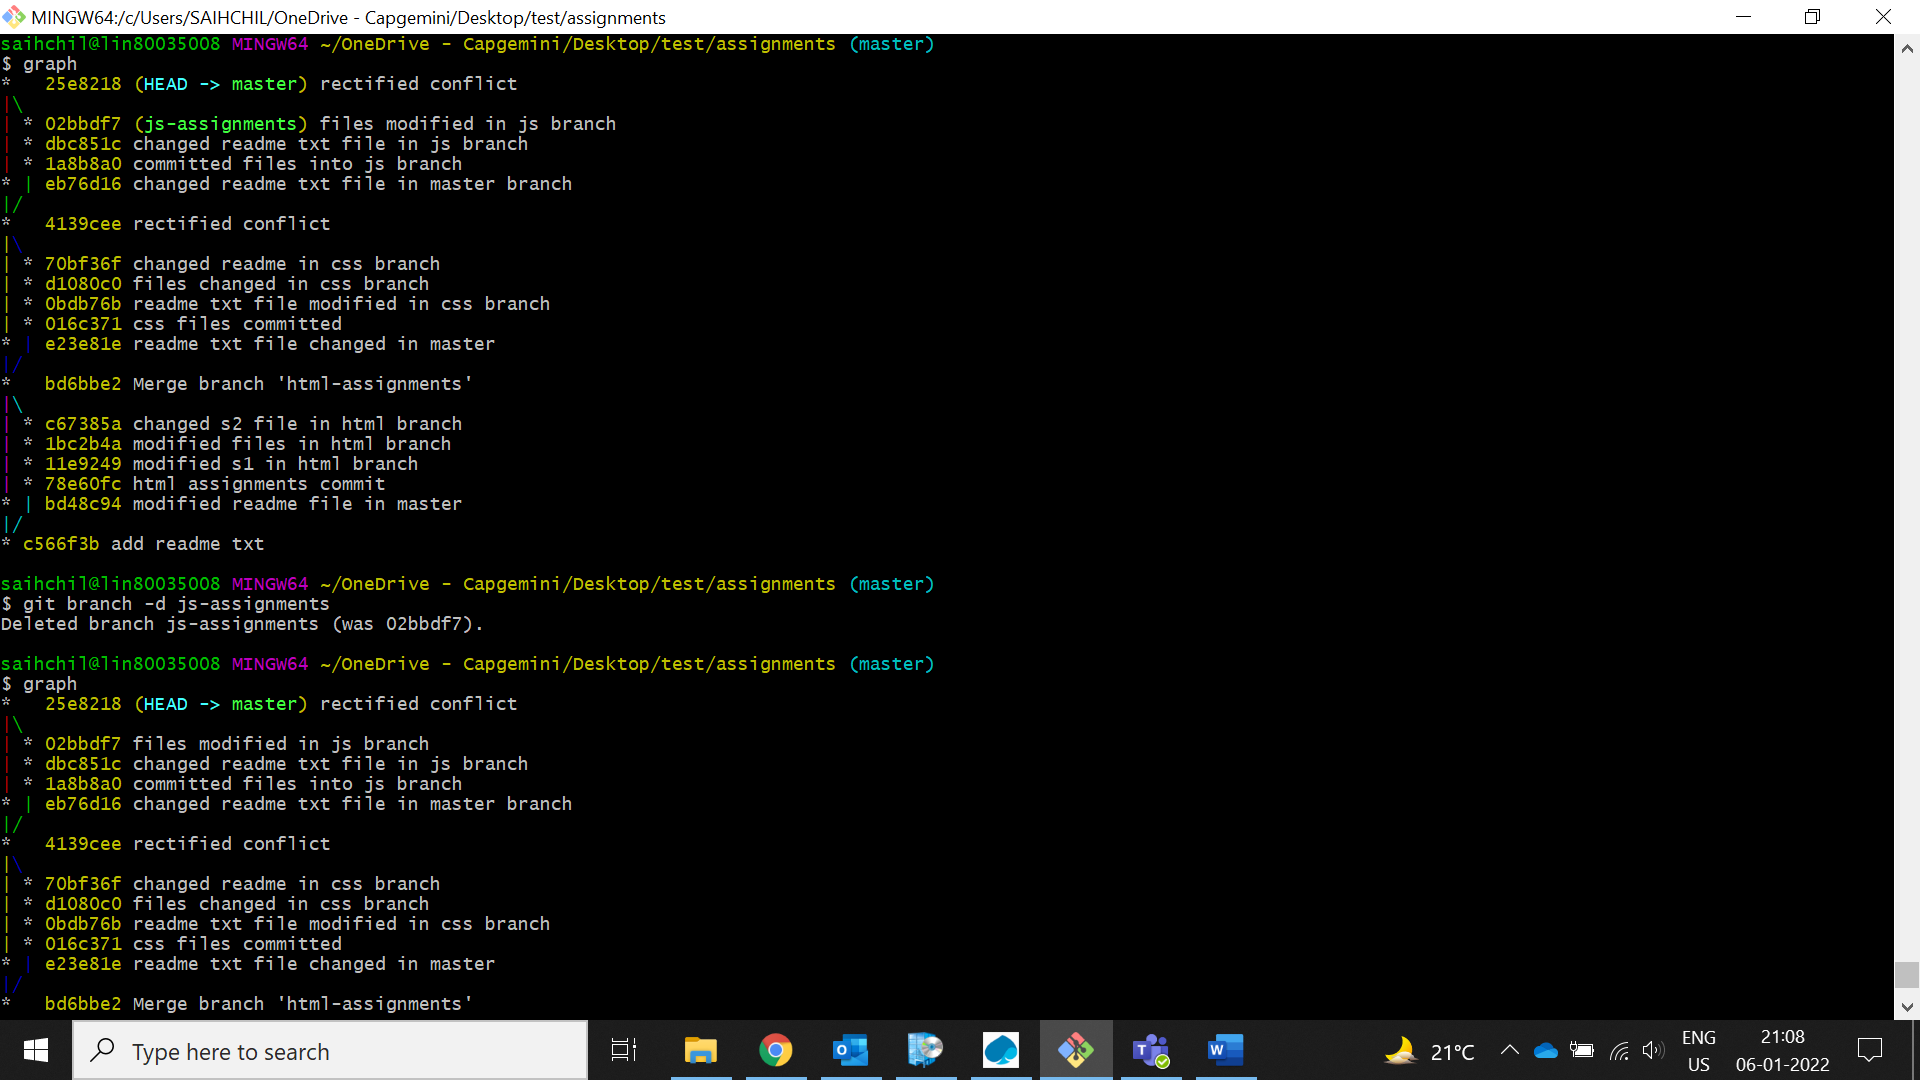 MINGW64:/c/Users/SAIHCHIL/OneDrive - Capgemini/Desktop/test/assignments
saihchil@lin80035008 MINGW64 ~/OneDrive - Capgemini/Desktop/test/assignments (master)
$ graph
*   25e8218 (HEAD -> master) rectified conflict
|\
| * 02bbdf7 (js-assignments) files modified in js branch
| * dbc851c changed readme txt file in js branch
| * 1a8b8a0 committed files into js branch
* | eb76d16 changed readme txt file in master branch
|/
*   4139cee rectified conflict
|\
| * 70bf36f changed readme in css branch
| * d1080c0 files changed in css branch
| * 0bdb76b readme txt file modified in css branch
| * 016c371 css files committed
* | e23e81e readme txt file changed in master
|/
*   bd6bbe2 Merge branch 'html-assignments'
|\
| * c67385a changed s2 file in html branch
| * 1bc2b4a modified files in html branch
| * 11e9249 modified s1 in html branch
| * 78e60fc html assignments commit
* | bd48c94 modified readme file in master
|/
* c566f3b add readme txt
saihchil@lin80035008 MINGW64 ~/OneDrive - Capgemini/Desktop/test/assignments (master)
$ git branch -d js-assignments
Deleted branch js-assignments (was 02bbdf7).
saihchil@lin80035008 MINGW64 ~/OneDrive - Capgemini/Desktop/test/assignments (master)
$ graph
*   25e8218 (HEAD -> master) rectified conflict
|\
| * 02bbdf7 files modified in js branch
| * dbc851c changed readme txt file in js branch
| * 1a8b8a0 committed files into js branch
* | eb76d16 changed readme txt file in master branch
|/
*   4139cee rectified conflict
|\
| * 70bf36f changed readme in css branch
| * d1080c0 files changed in css branch
| * 0bdb76b readme txt file modified in css branch
| * 016c371 css files committed
* | e23e81e readme txt file changed in master
|/
*   bd6bbe2 Merge branch 'html-assignments'
Type here to search
21°C
ENG
US
21:08
06-01-2022